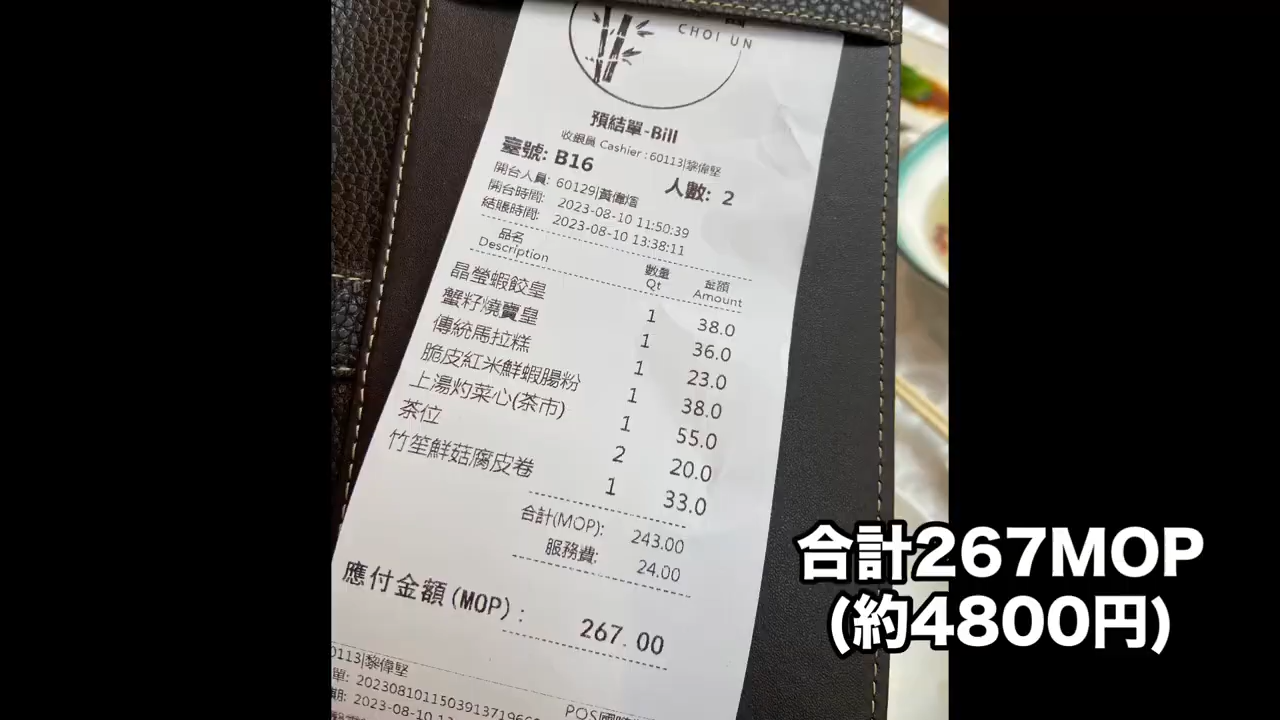 CHOI UN
預結單-Bill
收銀員 Cashier : 60113|黎偉堅
臺號: B16 人數: 2
開台人員: 60129|黃偉煊
開台時間: 2023-08-10 11:50:39
結賬時間: 2023-08-10 13:38:11
品名 數量 金額
Description Qt Amount
晶瑩蝦餃皇 1 38.0
蟹籽燒賣皇 1 36.0
傳統馬拉糕 1 23.0
脆皮紅米鮮蝦腸粉 1 38.0
上湯灼菜心(茶市) 1 55.0
茶位 2 20.0
竹笙鮮菇腐皮卷 1 33.0
合計(MOP): 243.00
服務費: 24.00
應付金額(MOP): 267.00
0113|黎偉堅
單: 2023081011503913719
期: 2023-08-10
合計267MOP
(約4800円)